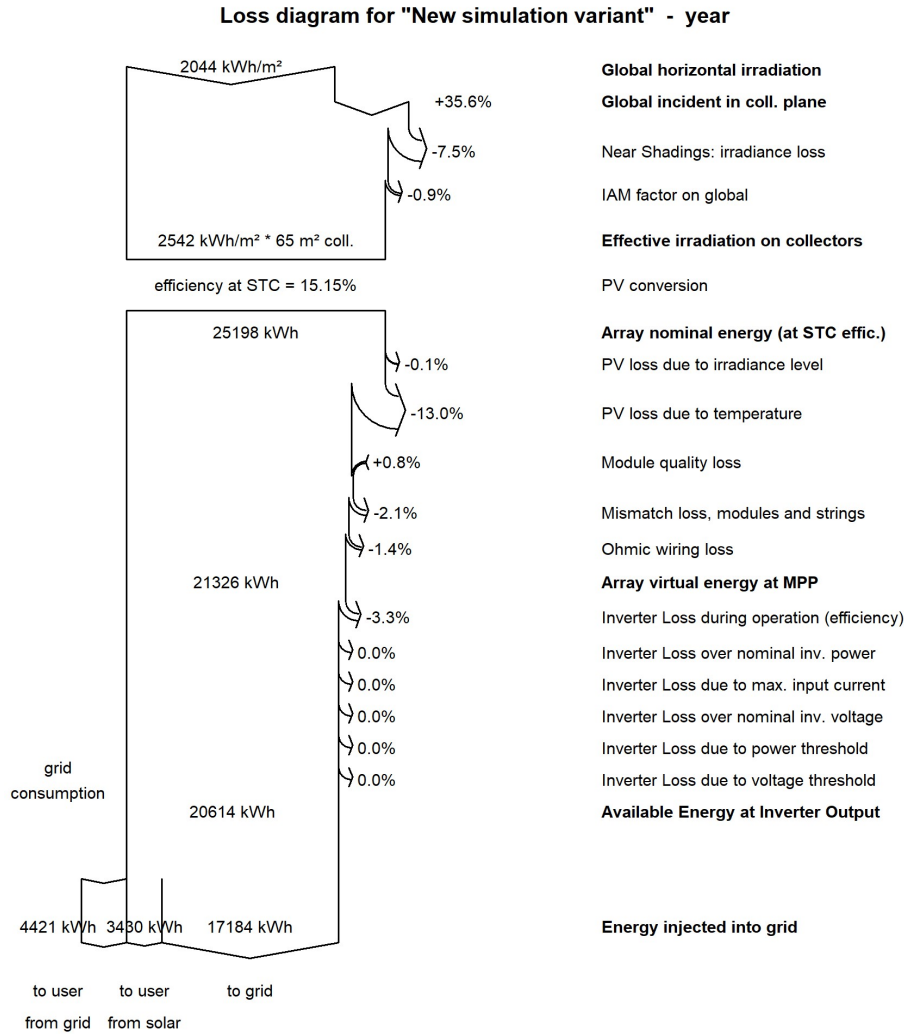 Loss diagram for "New simulation variant" - year
2044 kWh/m² Global horizontal irradiation
+35.6% Global incident in coll. plane
-7.5% Near Shadings: irradiance loss
-0.9% IAM factor on global
2542 kWh/m² * 65 m² coll. Effective irradiation on collectors
efficiency at STC = 15.15% PV conversion
25198 kWh Array nominal energy (at STC effic.)
-0.1% PV loss due to irradiance level
-13.0% PV loss due to temperature
+0.8% Module quality loss
-2.1% Mismatch loss, modules and strings
-1.4% Ohmic wiring loss
21326 kWh Array virtual energy at MPP
-3.3% Inverter Loss during operation (efficiency)
0.0% Inverter Loss over nominal inv. power
0.0% Inverter Loss due to max. input current
0.0% Inverter Loss over nominal inv. voltage
0.0% Inverter Loss due to power threshold
grid
0.0% Inverter Loss due to voltage threshold
consumption
20614 kWh Available Energy at Inverter Output
4421 kWh 3430 kWh 17184 kWh Energy injected into grid
to user to user to grid
from grid from solar